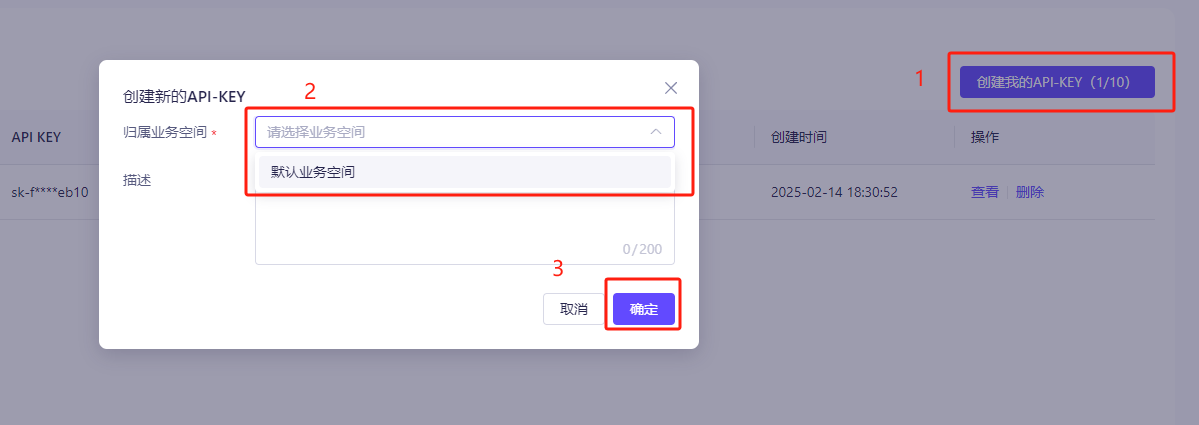 1
创建我的API-KEY（1/10）
创建新的API-KEY
2
归属业务空间 *
请选择业务空间
默认业务空间
描述
0/200
3
取消
确定
API KEY
创建时间
操作
sk-f****eb10
2025-02-14 18:30:52
查看
删除